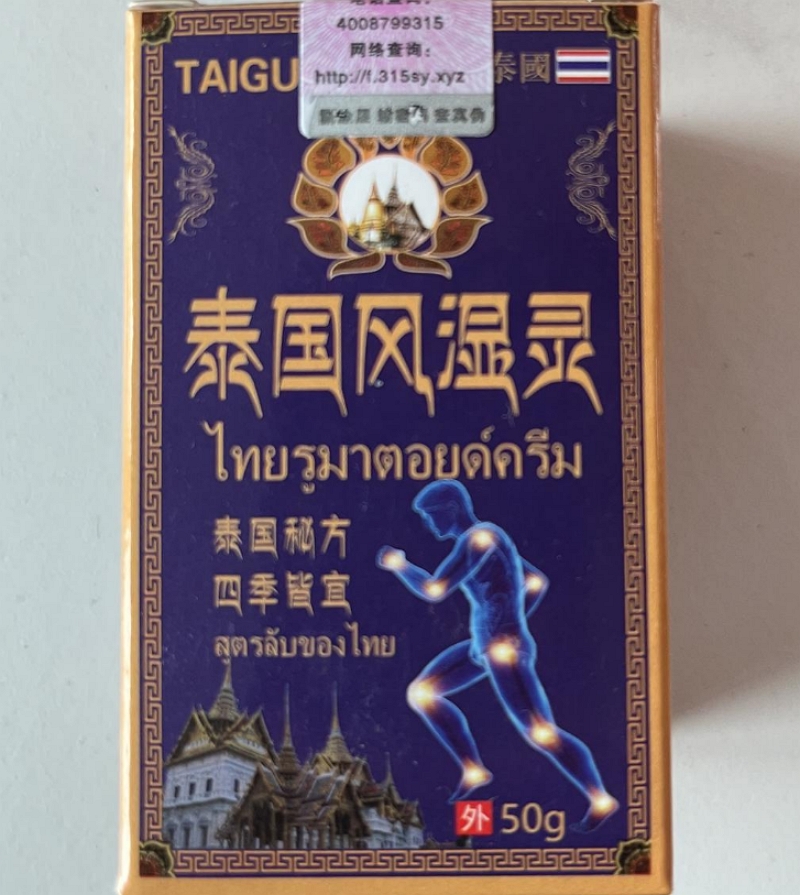 4008799315
网络查询：
http://f.315sy.xyz
TAIGU
泰國
泰国风湿灵
ไทยรูมาตอยด์ครีม
泰国秘方
四季皆宜
สูตรลับของไทย
外 50g